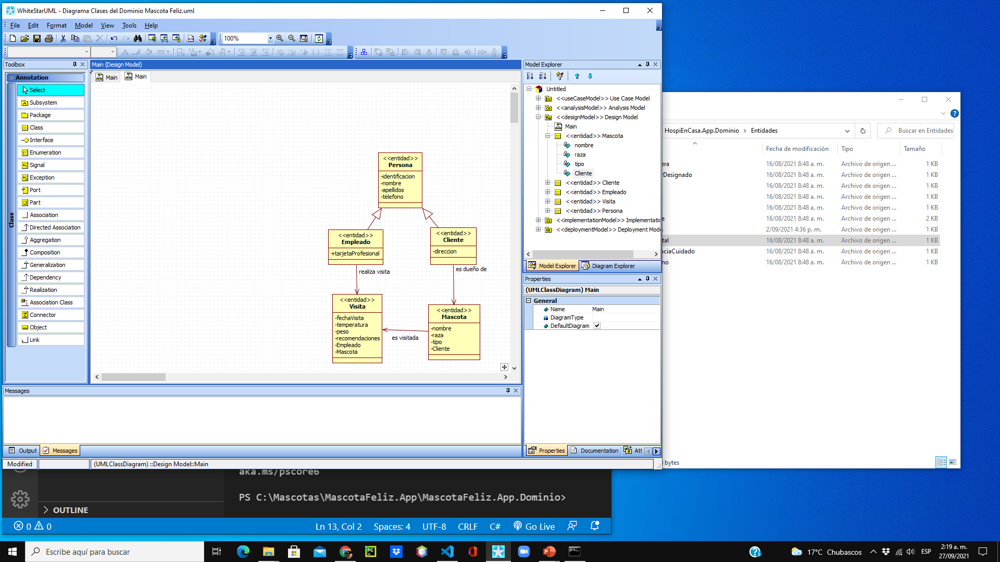 WhiteStarUML - Diagrama Clases del Dominio Mascota Feliz.uml
File Edit Format Model View Tools Help
100%
Toolbox
Annotation
Select
Subsystem
Package
Class
Interface
Enumeration
Signal
Exception
Port
Part
Association
Directed Association
Aggregation
Composition
Generalization
Dependency
Realization
Association Class
Connector
Object
Link
Class
Main (Design Model)
Main
Main
<<entidad>>
Persona
-identificacion
-nombre
-apellidos
-telefono
<<entidad>>
Empleado
+tarjetaProfesional
<<entidad>>
Cliente
-direccion
realiza visita
es dueño de
<<entidad>>
Visita
-fechaVisita
-temperatura
-peso
-recomendaciones
-Empleado
-Mascota
<<entidad>>
Mascota
-nombre
-raza
-tipo
-Cliente
es visitada
Messages
Output
Messages
Modified
(UMLClassDiagram) ::Design Model::Main
Model Explorer
Untitled
<<useCaseModel>> Use Case Model
<<analysisModel>> Analysis Model
<<designModel>> Design Model
Main
<<entidad>> Mascota
nombre
raza
tipo
Cliente
<<entidad>> Cliente
<<entidad>> Empleado
<<entidad>> Visita
<<entidad>> Persona
<<implementationModel>> Implementatio
<<deploymentModel>> Deployment Mode
Model Explorer
Diagram Explorer
Properties
(UMLClassDiagram) Main
General
Name Main
DiagramType
DefaultDiagram
Properties
Documentation
Att
HospiEnCasa.App.Dominio > Entidades
Buscar en Entidades
Fecha de modificación Tipo Tamaño
era 16/08/2021 8:48 a. m. Archivo de origen ... 1 KB
rDesignado 16/08/2021 8:48 a. m. Archivo de origen ... 1 KB
16/08/2021 8:48 a. m. Archivo de origen ... 1 KB
16/08/2021 8:48 a. m. Archivo de origen ... 1 KB
16/08/2021 8:48 a. m. Archivo de origen ... 1 KB
e 16/08/2021 8:48 a. m. Archivo de origen ... 2 KB
2/09/2021 4:36 p. m. Archivo de origen ... 1 KB
tal 16/08/2021 8:48 a. m. Archivo de origen ... 1 KB
nciaCuidado 16/08/2021 8:48 a. m. Archivo de origen ... 1 KB
no 16/08/2021 8:48 a. m. Archivo de origen ... 1 KB
bytes
aka.ms/pscore6
PS C:\Mascotas\MascotaFeliz.App\MascotaFeliz.App.Dominio>
OUTLINE
0 0
Ln 13, Col 2 Spaces: 4 UTF-8 CRLF C# Go Live
Escribe aquí para buscar
17°C Chubascos
ESP
2:19 a. m.
27/09/2021